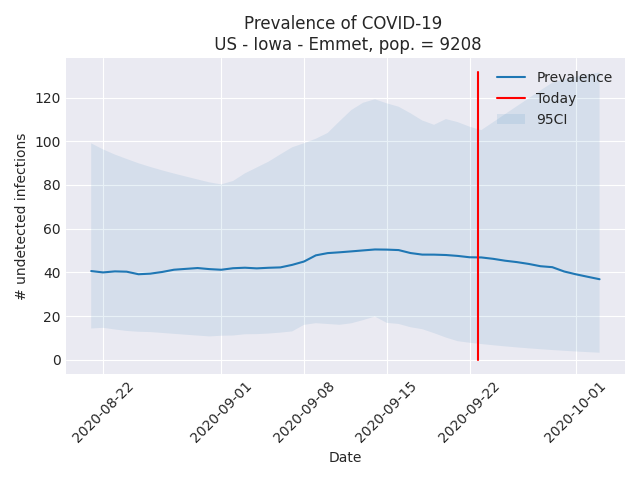 Prevalence of COVID-19
US - Iowa - Emmet, pop. = 9208
Prevalence
Today
95CI
120
100
80
60
40
20
0
# undetected infections
2020-08-22
2020-09-01
2020-09-08
2020-09-15
2020-09-22
2020-10-01
Date